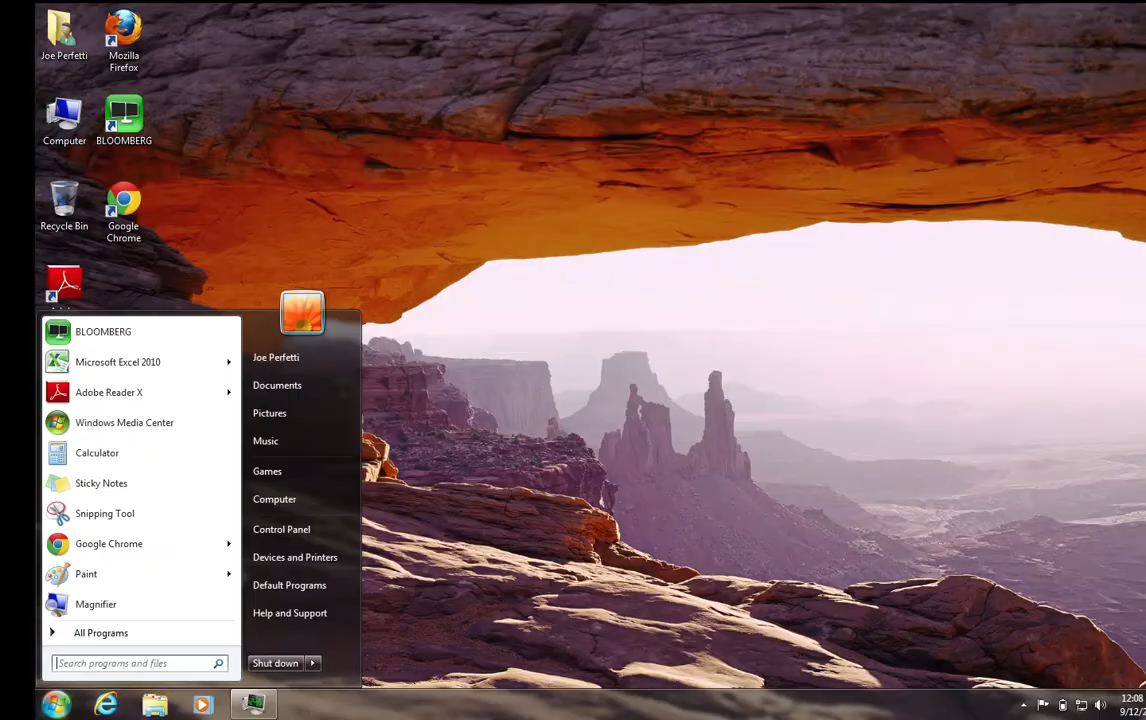 Joe Perfetti
Mozilla
Firefox
Computer
BLOOMBERG
Recycle Bin
Google
Chrome
BLOOMBERG
Microsoft Excel 2010
Adobe Reader X
Windows Media Center
Calculator
Sticky Notes
Snipping Tool
Google Chrome
Paint
Magnifier
All Programs
Search programs and files
Joe Perfetti
Documents
Pictures
Music
Games
Computer
Control Panel
Devices and Printers
Default Programs
Help and Support
Shut down
12:08
9/12/